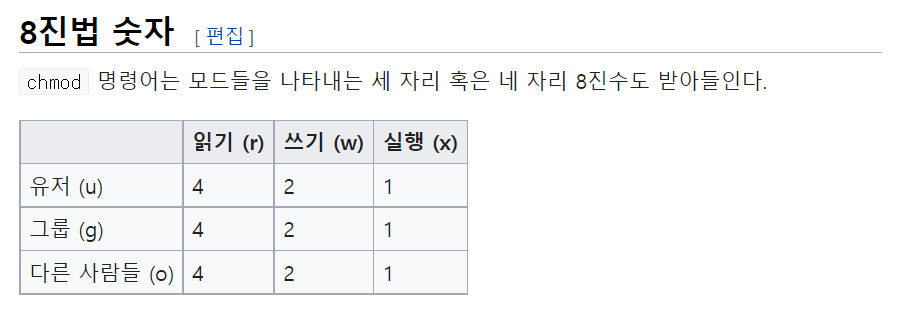 8진법 숫자 [ 편집 ]
chmod 명령어는 모드들을 나타내는 세 자리 혹은 네 자리 8진수도 받아들인다.
읽기 (r) 쓰기 (w) 실행 (x)
유저 (u) 4 2 1
그룹 (g) 4 2 1
다른 사람들 (o) 4 2 1